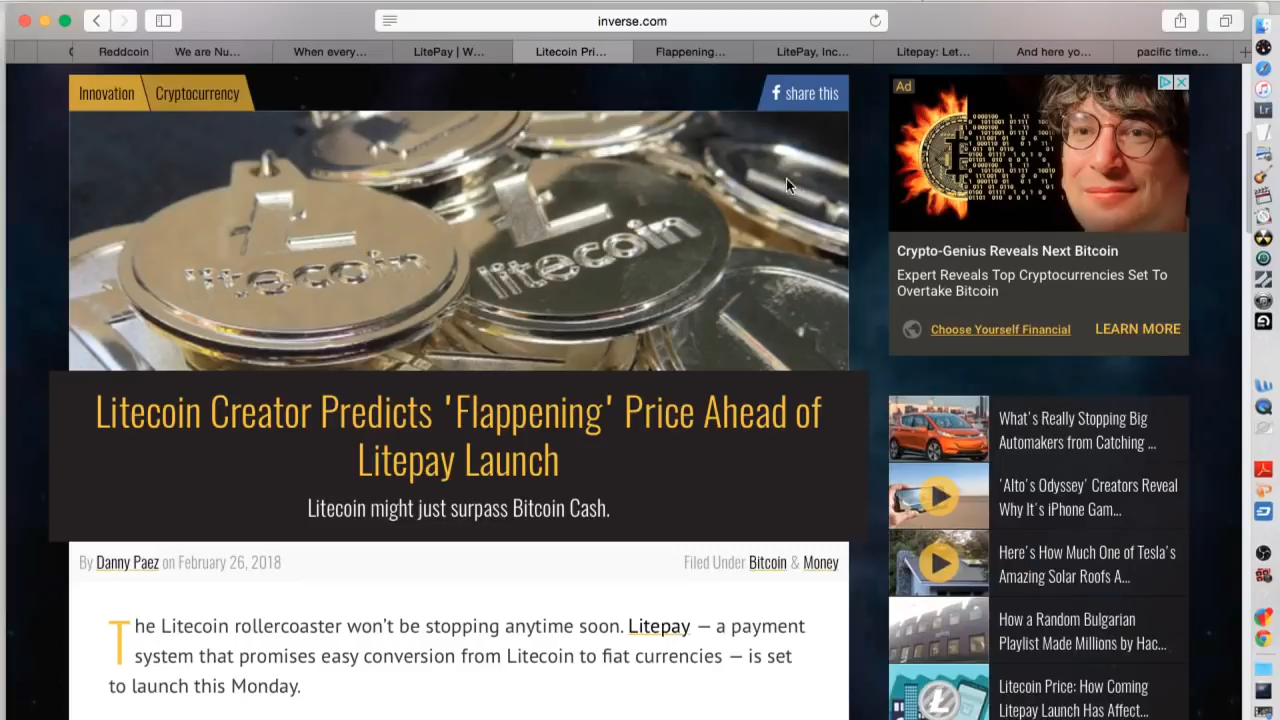 inverse.com
Reddcoin
We are Nu...
When every...
LitePay | W...
Litecoin Pri...
Flappening...
LitePay, Inc...
Litepay: Let...
And here yo...
pacific time...
Innovation
Cryptocurrency
f share this
litecoin
litecoin
Litecoin Creator Predicts 'Flappening' Price Ahead of
Litepay Launch
Litecoin might just surpass Bitcoin Cash.
By Danny Paez on February 26, 2018
Filed Under Bitcoin & Money
The Litecoin rollercoaster won't be stopping anytime soon. Litepay — a payment
system that promises easy conversion from Litecoin to fiat currencies — is set
to launch this Monday.
Ad
Crypto-Genius Reveals Next Bitcoin
Expert Reveals Top Cryptocurrencies Set To
Overtake Bitcoin
Choose Yourself Financial
LEARN MORE
What's Really Stopping Big
Automakers from Catching ...
'Alto's Odyssey' Creators Reveal
Why It's iPhone Gam...
Here's How Much One of Tesla's
Amazing Solar Roofs A...
How a Random Bulgarian
Playlist Made Millions by Hac...
Litecoin Price: How Coming
Litepay Launch Has Affect...
Lr